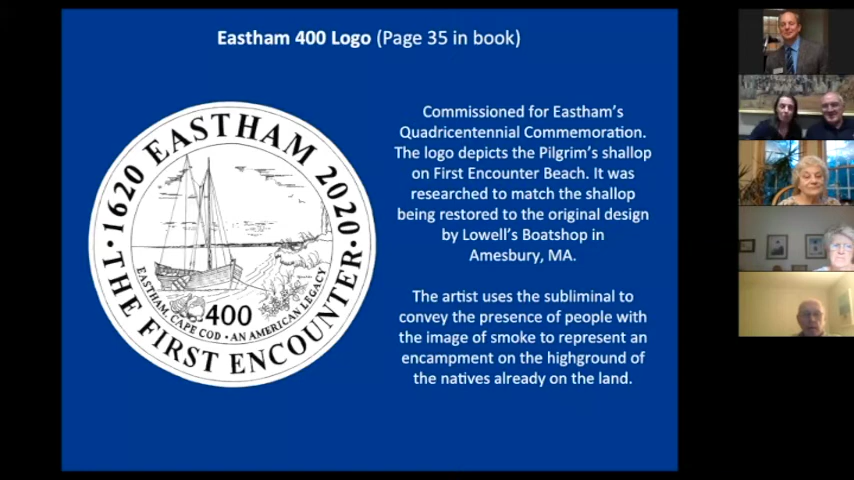 Eastham 400 Logo (Page 35 in book)
·1620 EASTHAM 2020·
THE FIRST ENCOUNTER
400
EASTHAM, CAPE COD • AN AMERICAN LEGACY
Commissioned for Eastham's
Quadricentennial Commemoration.
The logo depicts the Pilgrim's shallop
on First Encounter Beach. It was
researched to match the shallop
being restored to the original design
by Lowell's Boatshop in
Amesbury, MA.
The artist uses the subliminal to
convey the presence of people with
the image of smoke to represent an
encampment on the highground of
the natives already on the land.